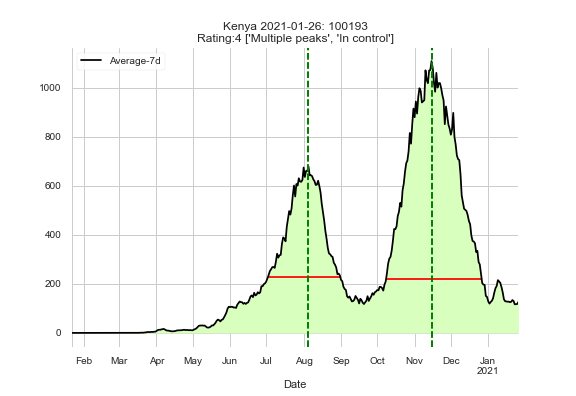 Kenya 2021-01-26: 100193
Rating:4 ['Multiple peaks', 'In control']
Average-7d
1000
800
600
400
200
0
Feb Mar Apr May Jun Jul Aug Sep Oct Nov Dec Jan
2021
Date